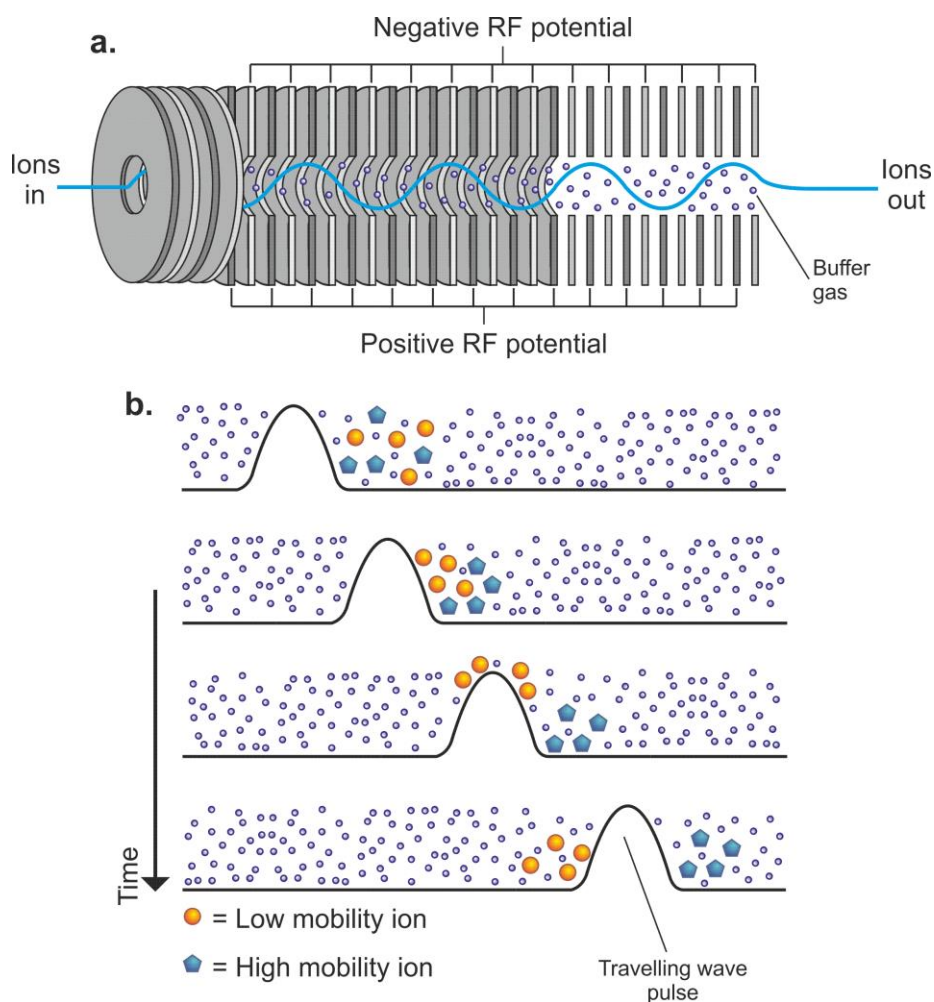 a.
Negative RF potential
Ions
in
Ions
out
Buffer
gas
Positive RF potential
b.
Time
= Low mobility ion
= High mobility ion
Travelling wave
pulse